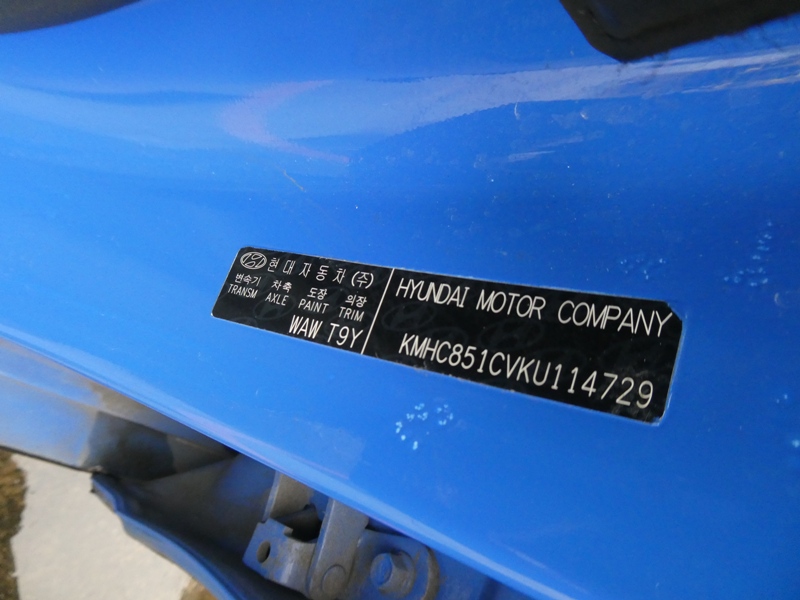 현대자동차(주)
변속기 차축 도장 의장
TRANSM AXLE PAINT TRIM
WAW T9Y
HYUNDAI MOTOR COMPANY
KMHC851CVKU114729